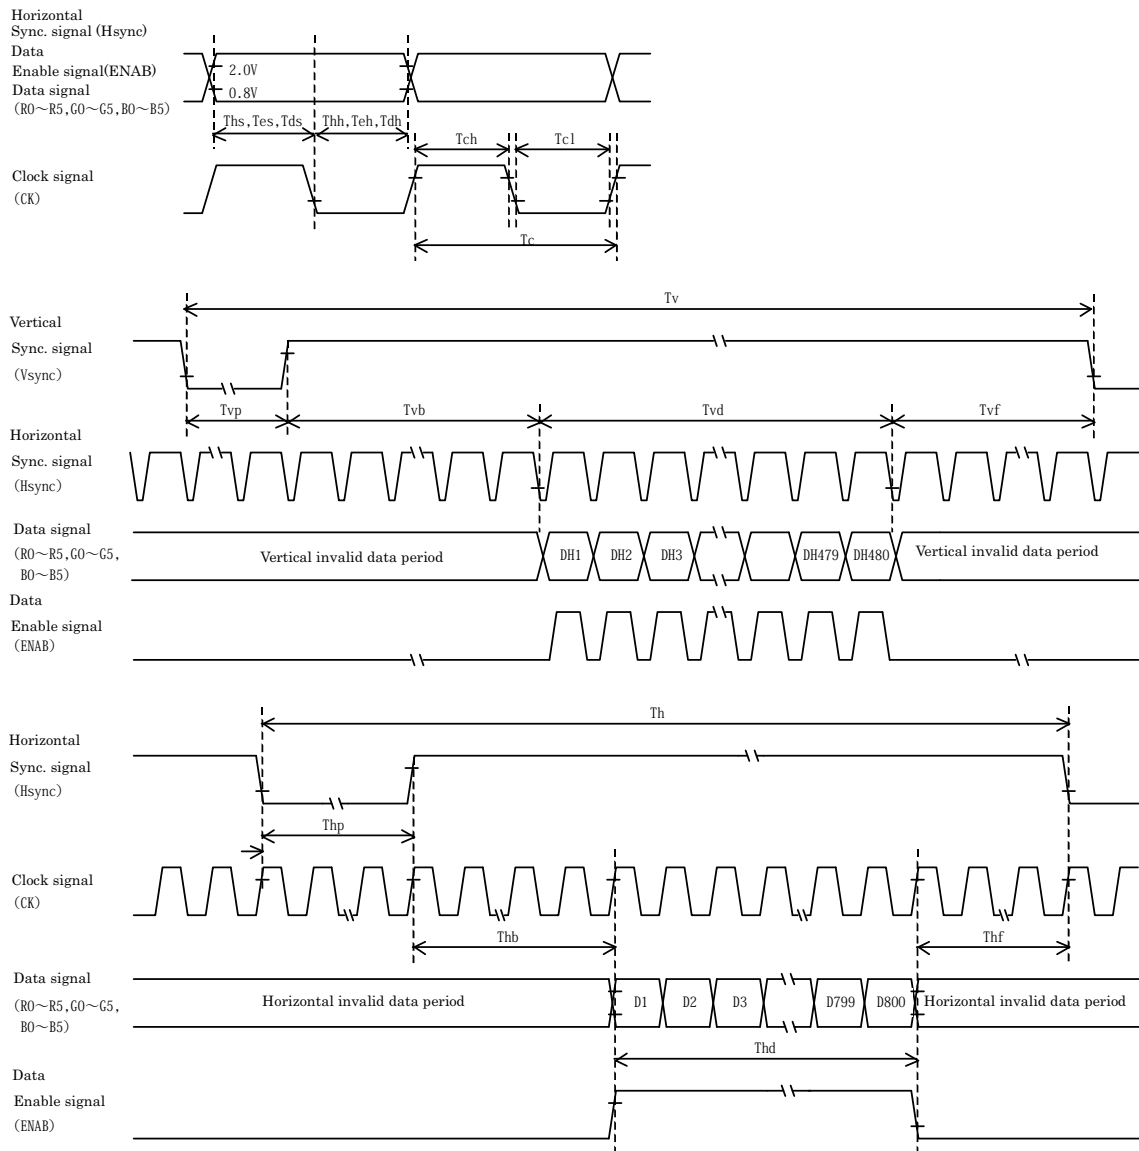 Horizontal
Sync. signal (Hsync)
Data
Enable signal(ENAB)
Data signal
(R0～R5,G0～G5,B0～B5)
2.0V
0.8V
Ths,Tes,Tds
Thh,Teh,Tdh
Tch
Tcl
Clock signal
(CK)
Tc
Tv
Vertical
Sync. signal
(Vsync)
Tvp
Tvb
Tvd
Tvf
Horizontal
Sync. signal
(Hsync)
Data signal
(R0～R5,G0～G5,
B0～B5)
Vertical invalid data period
DH1
DH2
DH3
DH479
DH480
Vertical invalid data period
Data
Enable signal
(ENAB)
Th
Horizontal
Sync. signal
(Hsync)
Thp
Clock signal
(CK)
Thb
Thf
Data signal
(R0～R5,G0～G5,
B0～B5)
Horizontal invalid data period
D1
D2
D3
D799
D800
Horizontal invalid data period
Thd
Data
Enable signal
(ENAB)